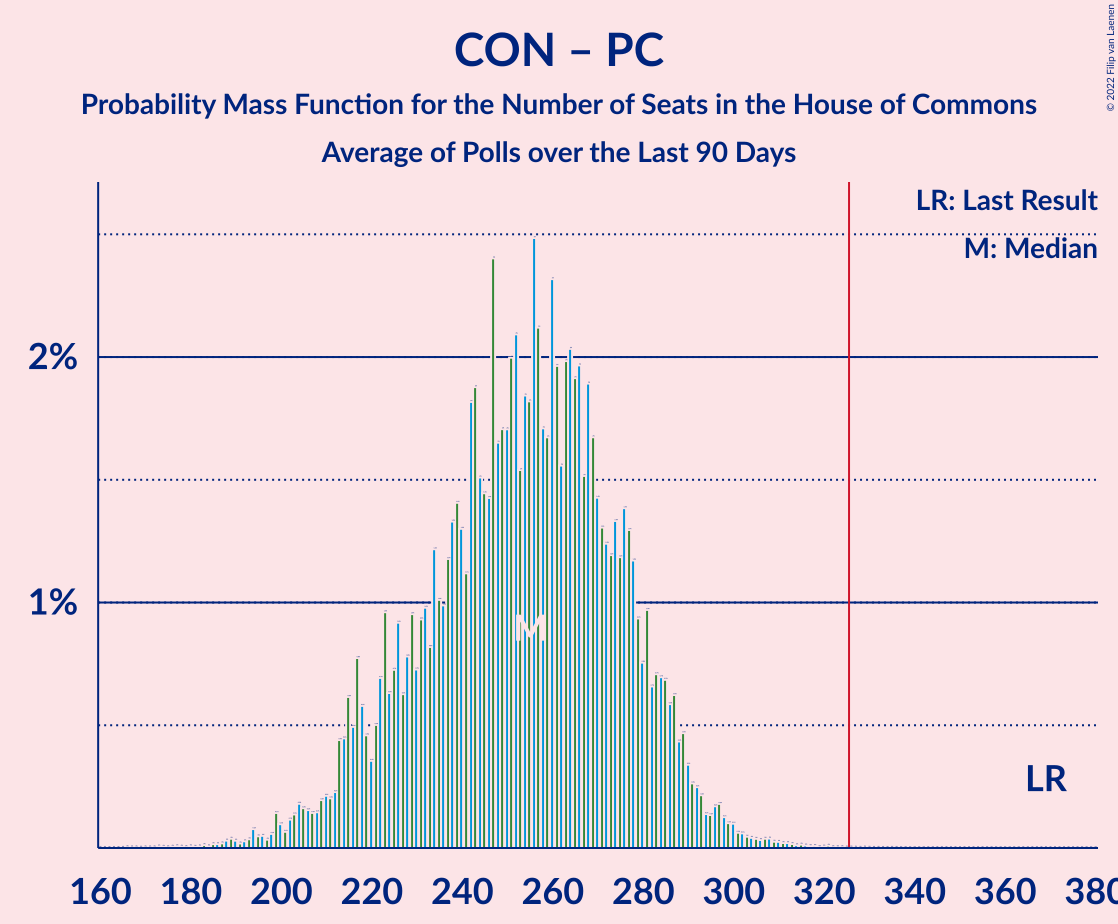 CON – PC
Probability Mass Function for the Number of Seats in the House of Commons
Average of Polls over the Last 90 Days
© 2022 Filip van Laenen
LR: Last Result
M: Median
2%
1%
M
LR
160 180 200 220 240 260 280 300 320 340 360 380